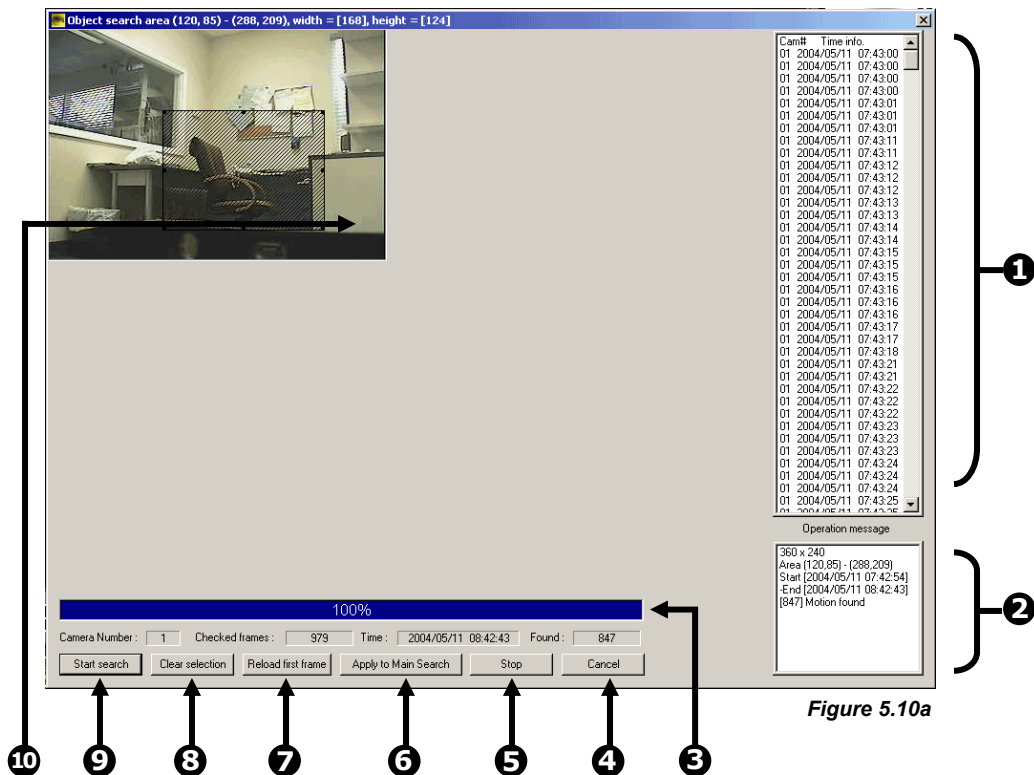 Object search area (120, 85) - (288, 209), width = [168], height = [124]
Cam# Time info.
01 2004/05/11 07:43:00
01 2004/05/11 07:43:00
01 2004/05/11 07:43:00
01 2004/05/11 07:43:00
01 2004/05/11 07:43:01
01 2004/05/11 07:43:01
01 2004/05/11 07:43:01
01 2004/05/11 07:43:11
01 2004/05/11 07:43:11
01 2004/05/11 07:43:12
01 2004/05/11 07:43:12
01 2004/05/11 07:43:12
01 2004/05/11 07:43:13
01 2004/05/11 07:43:13
01 2004/05/11 07:43:14
01 2004/05/11 07:43:14
01 2004/05/11 07:43:15
01 2004/05/11 07:43:15
01 2004/05/11 07:43:15
01 2004/05/11 07:43:16
01 2004/05/11 07:43:16
01 2004/05/11 07:43:16
01 2004/05/11 07:43:17
01 2004/05/11 07:43:17
01 2004/05/11 07:43:18
01 2004/05/11 07:43:21
01 2004/05/11 07:43:21
01 2004/05/11 07:43:22
01 2004/05/11 07:43:22
01 2004/05/11 07:43:22
01 2004/05/11 07:43:23
01 2004/05/11 07:43:23
01 2004/05/11 07:43:23
01 2004/05/11 07:43:24
01 2004/05/11 07:43:24
01 2004/05/11 07:43:24
01 2004/05/11 07:43:25
01 2004/05/11 07:43:25
1
Operation message
360 x 240
Area (120,85) - (288,209)
Start [2004/05/11 07:42:54]
-End [2004/05/11 08:42:43]
[847] Motion found
2
100%
Camera Number : 1 Checked frames : 979 Time : 2004/05/11 08:42:43 Found : 847
Start search Clear selection Reload first frame Apply to Main Search Stop Cancel
Figure 5.10a
10 9 8 7 6 5 4 3